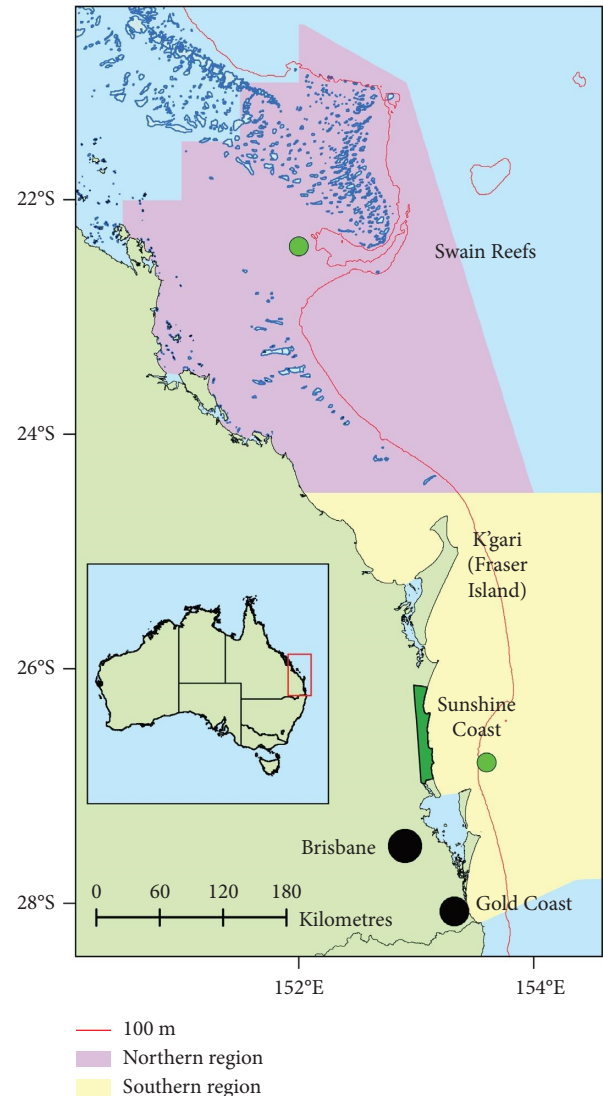 22°S
Swain Reefs
24°S
K'gari
(Fraser
Island)
26°S
Sunshine
Coast
Brisbane
28°S
0 60 120 180
Kilometres
Gold Coast
152°E 154°E
100 m
Northern region
Southern region